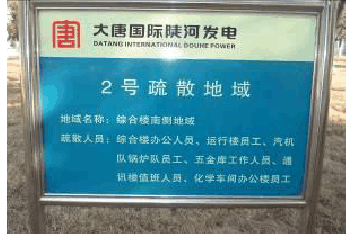 唐
大唐国际陡河发电
DATANG INTERNATIONAL DOUHE POWER
2号疏散地域
地域名称：综合楼南侧地域
疏散人员：综合楼办公人员、运行楼员工、汽机
队锅炉队员工、五金库工作人员、通
讯楼值班人员、化学车间办公楼员工